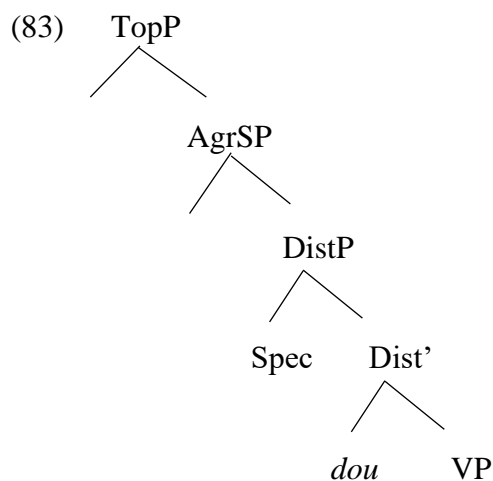 (83) TopP
AgrSP
DistP
Spec Dist’
dou VP